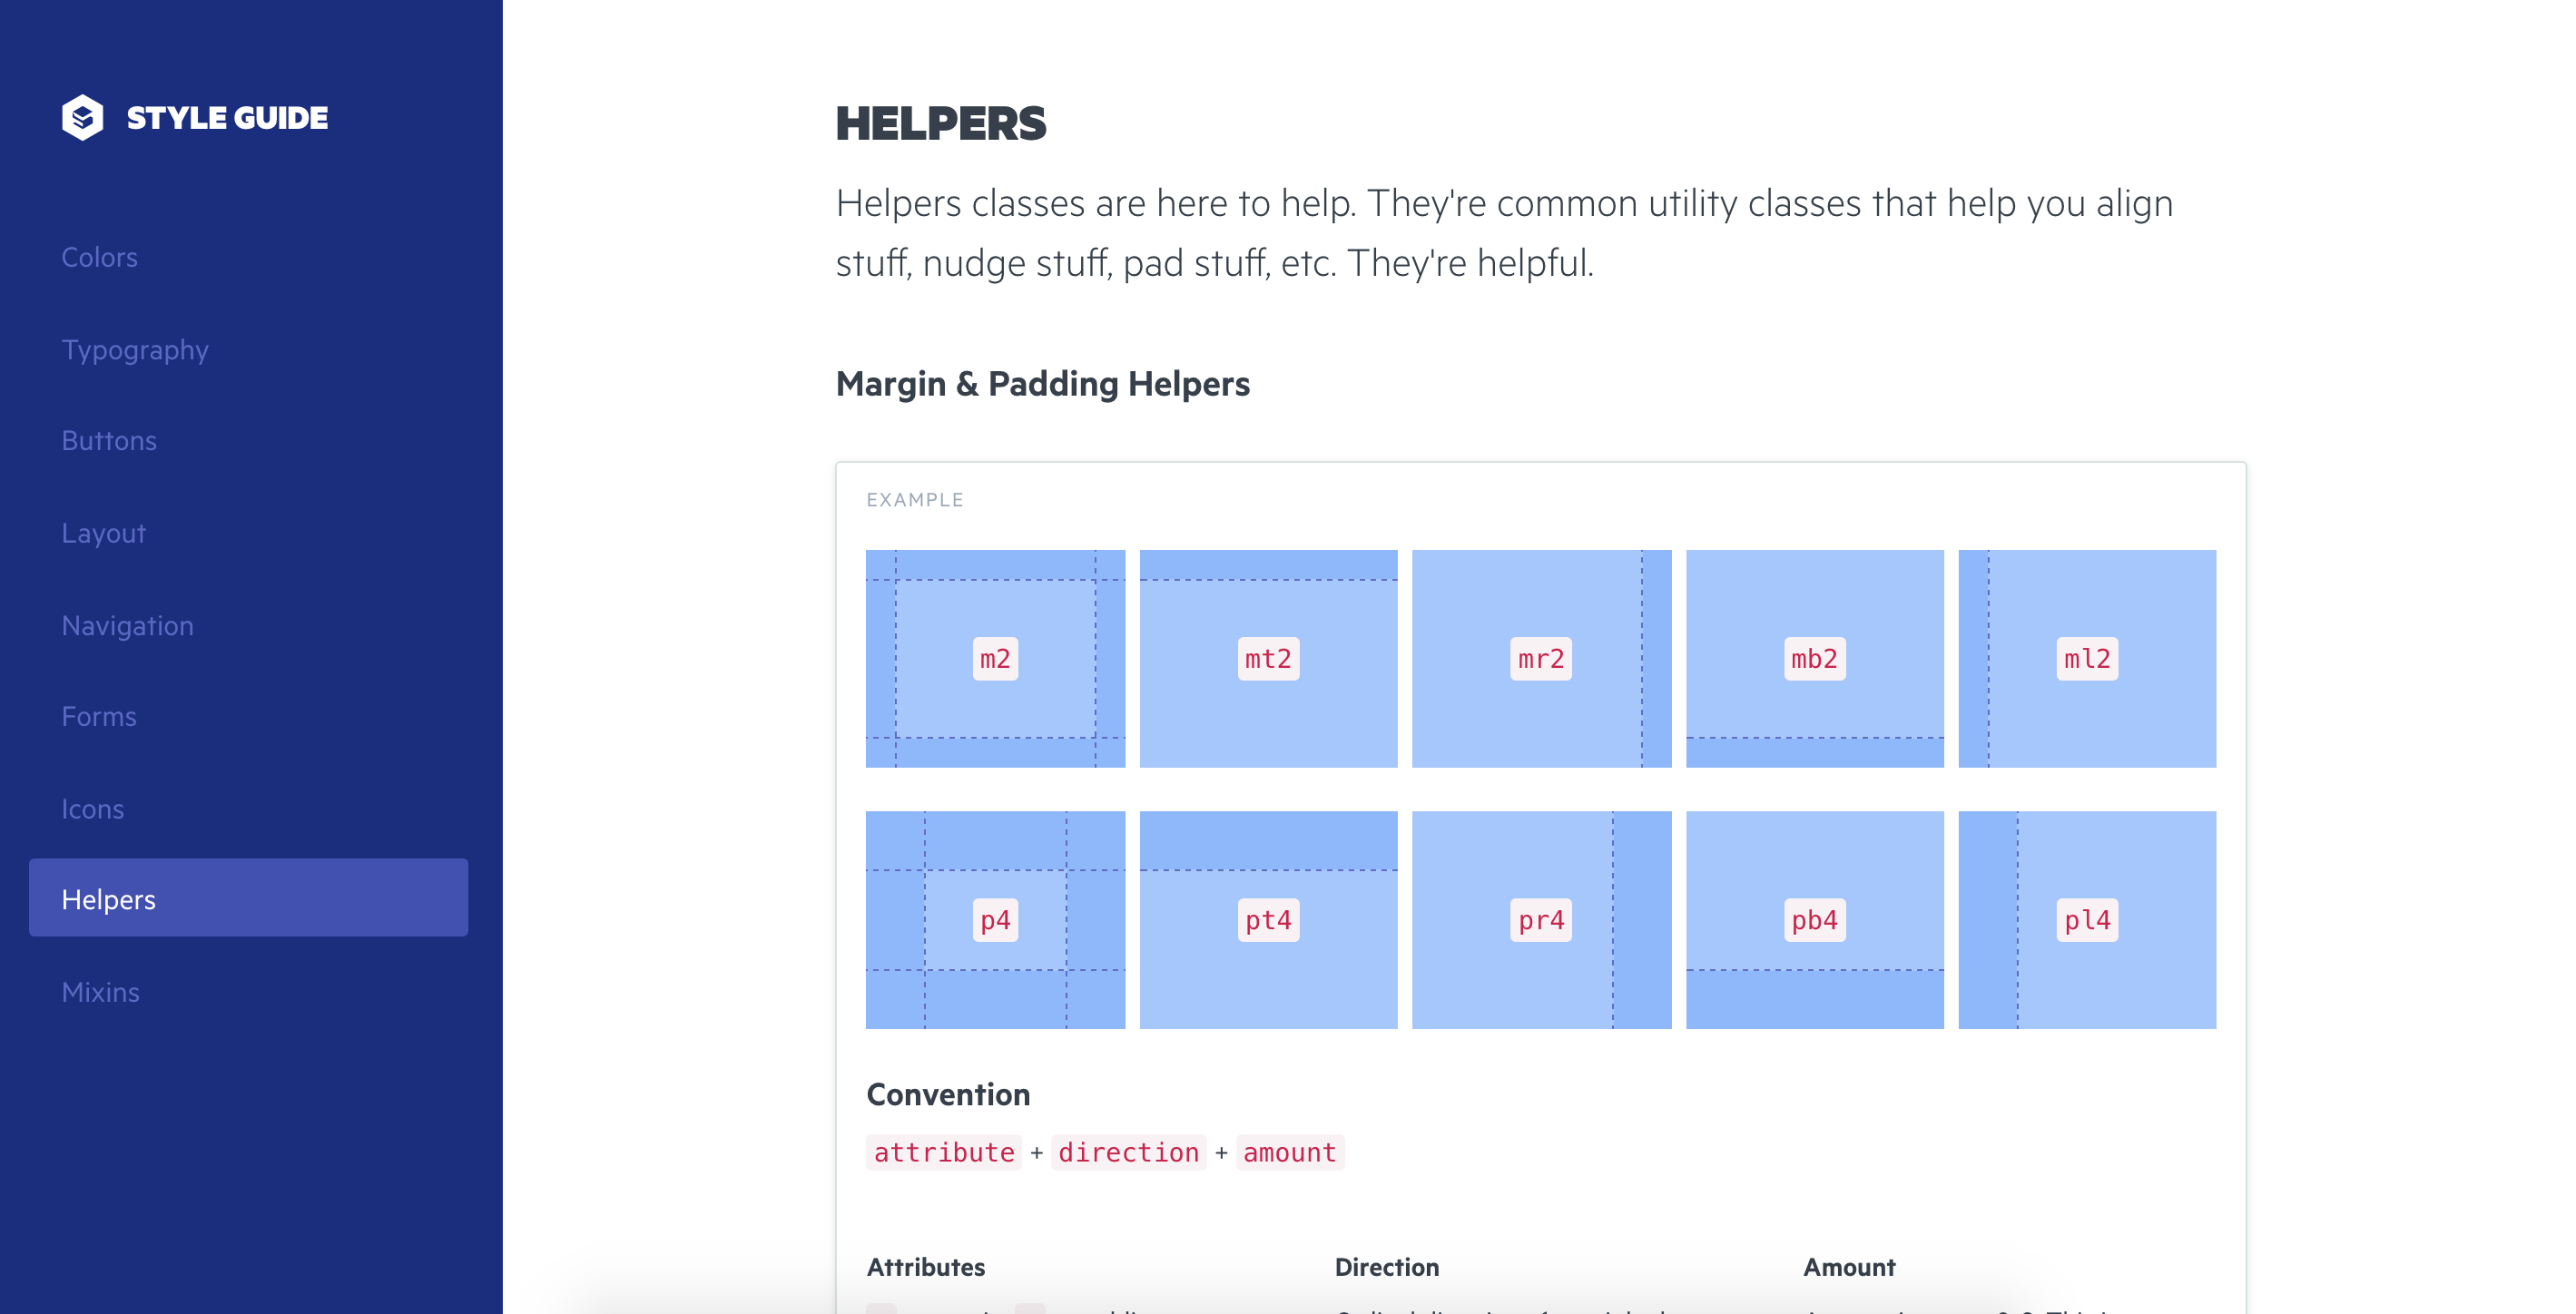 STYLE GUIDE
Colors
Typography
Buttons
Layout
Navigation
Forms
Icons
Helpers
Mixins
HELPERS
Helpers classes are here to help. They're common utility classes that help you align
stuff, nudge stuff, pad stuff, etc. They're helpful.
Margin & Padding Helpers
EXAMPLE
m2 mt2 mr2 mb2 ml2
p4 pt4 pr4 pb4 pl4
Convention
attribute + direction + amount
Attributes Direction Amount